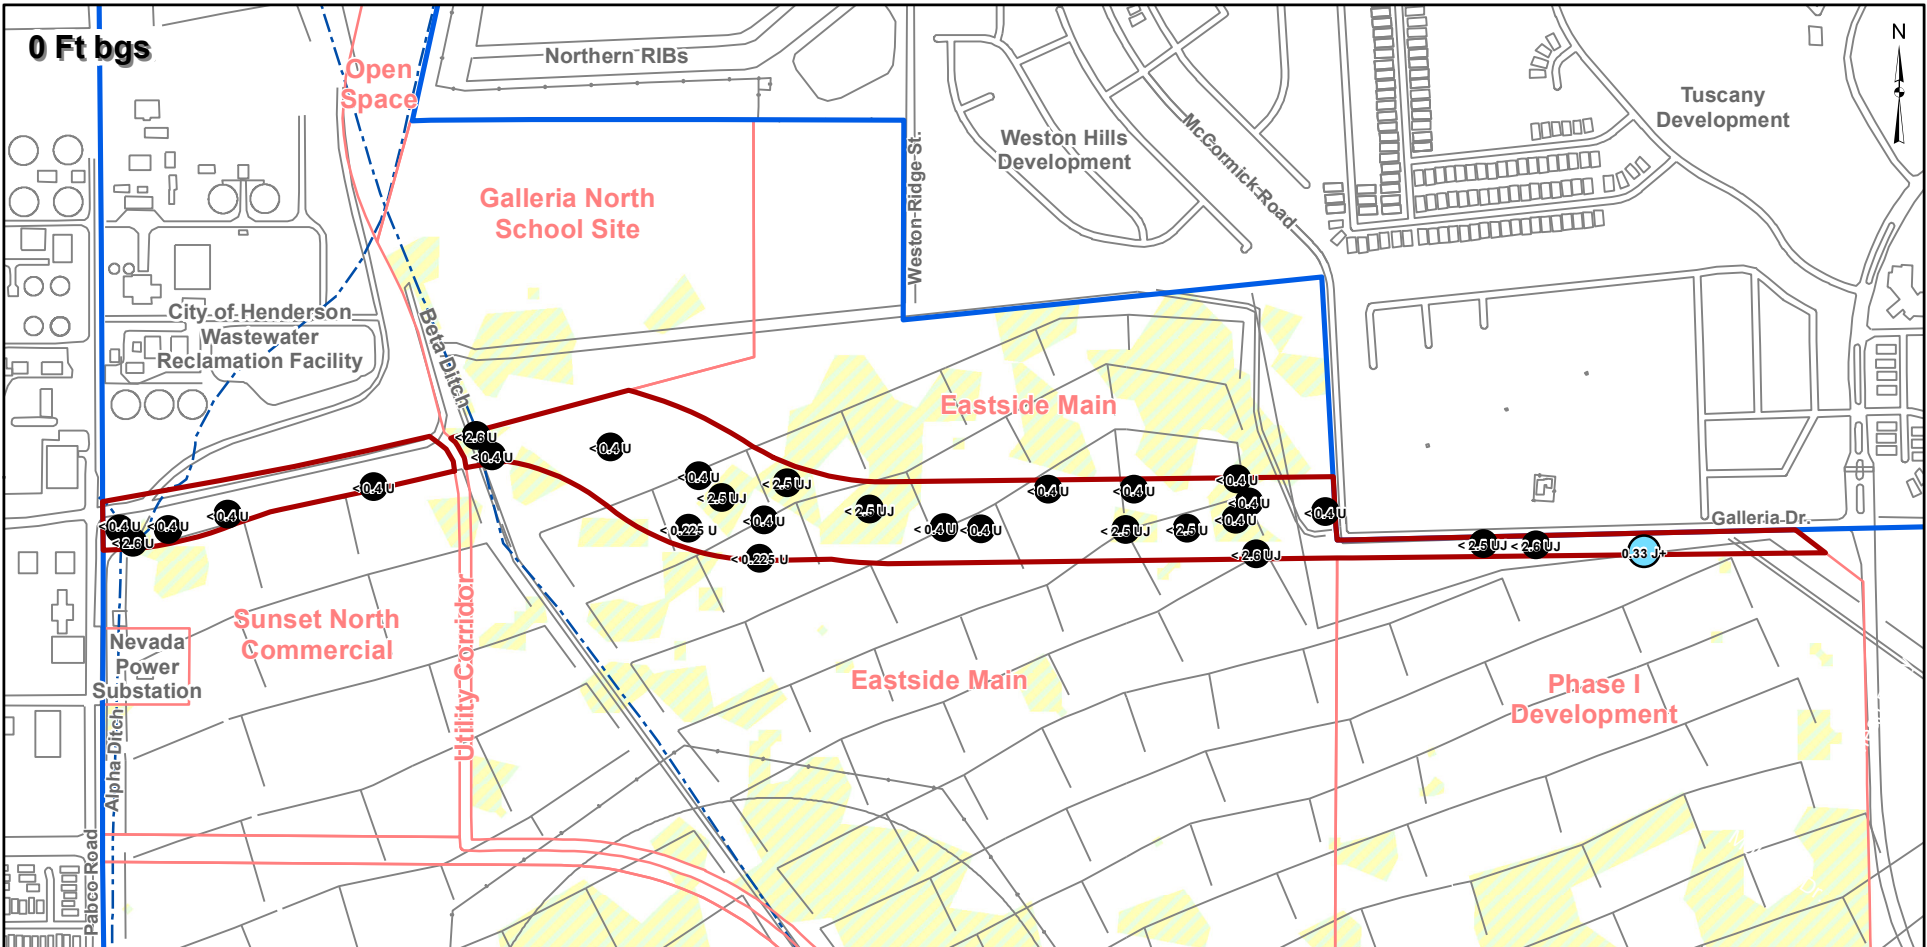 0 Ft bgs
Northern RIBs
N
Open
Space
Tuscany
Development
Weston Hills
Development
McCormick Road
Weston Ridge St.
Galleria North
School Site
City of Henderson
Wastewater
Reclamation Facility
Beta Ditch
Eastside Main
< 2.6 U
< 0.4 U
< 0.4 U
< 0.4 U
< 2.5 UJ
< 2.5 UJ
< 0.4 U
< 0.4 U
< 0.4 U
< 0.4 U
< 0.4 U
< 0.4 U
< 0.4 U
< 0.4 U
< 2.6 U
< 0.225 U
< 0.4 U
< 2.5 UJ
< 0.4 U
< 0.4 U
< 2.5 UJ
< 2.5 U
< 0.4 U
< 0.4 U
Galleria Dr.
< 0.225 U
< 2.6 UJ
< 2.5 UJ
< 2.6 UJ
0.33 J+
Sunset North
Commercial
Nevada
Power
Substation
Utility Corridor
Eastside Main
Phase I
Development
Alpha Ditch
Pabco Road